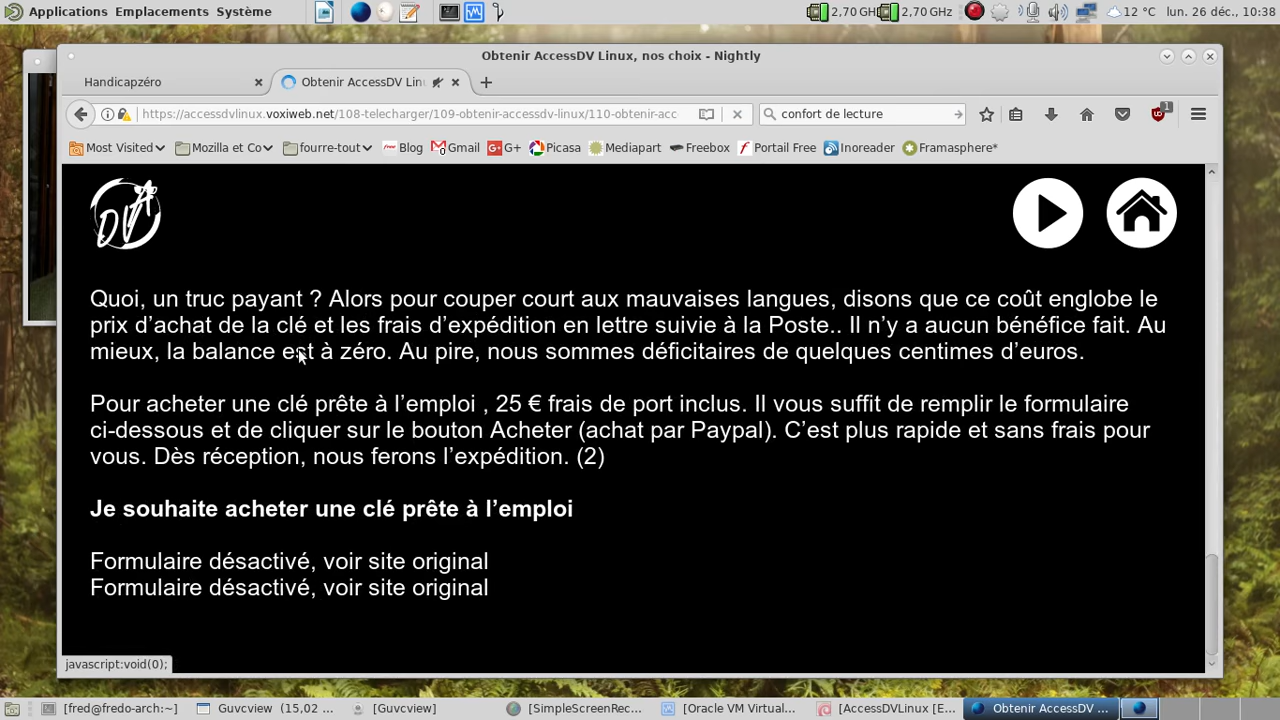 Applications Emplacements Système
2,70 GH 2,70 GHz 12 °C lun. 26 déc., 10:38
Obtenir AccessDV Linux, nos choix - Nightly
Handicapzéro Obtenir AccessDV Lin
https://accessdvlinux.voxiweb.net/108-telecharger/109-obtenir-accessdv-linux/110-obtenir-acc confort de lecture 1
Most Visited Mozilla et Co fourre-tout Blog Gmail G+ Picasa Mediapart Freebox Portail Free Inoreader Framasphere*
DVA
Quoi, un truc payant ? Alors pour couper court aux mauvaises langues, disons que ce coût englobe le
prix d’achat de la clé et les frais d’expédition en lettre suivie à la Poste.. Il n’y a aucun bénéfice fait. Au
mieux, la balance est à zéro. Au pire, nous sommes déficitaires de quelques centimes d’euros.
Pour acheter une clé prête à l’emploi , 25 € frais de port inclus. Il vous suffit de remplir le formulaire
ci-dessous et de cliquer sur le bouton Acheter (achat par Paypal). C’est plus rapide et sans frais pour
vous. Dès réception, nous ferons l’expédition. (2)
Je souhaite acheter une clé prête à l’emploi
Formulaire désactivé, voir site original
Formulaire désactivé, voir site original
javascript:void(0);
[fred@fredo-arch:~] Guvcview (15,02 ... [Guvcview] [SimpleScreenRec... [Oracle VM Virtual... [AccessDVLinux [E... Obtenir AccessDV ...